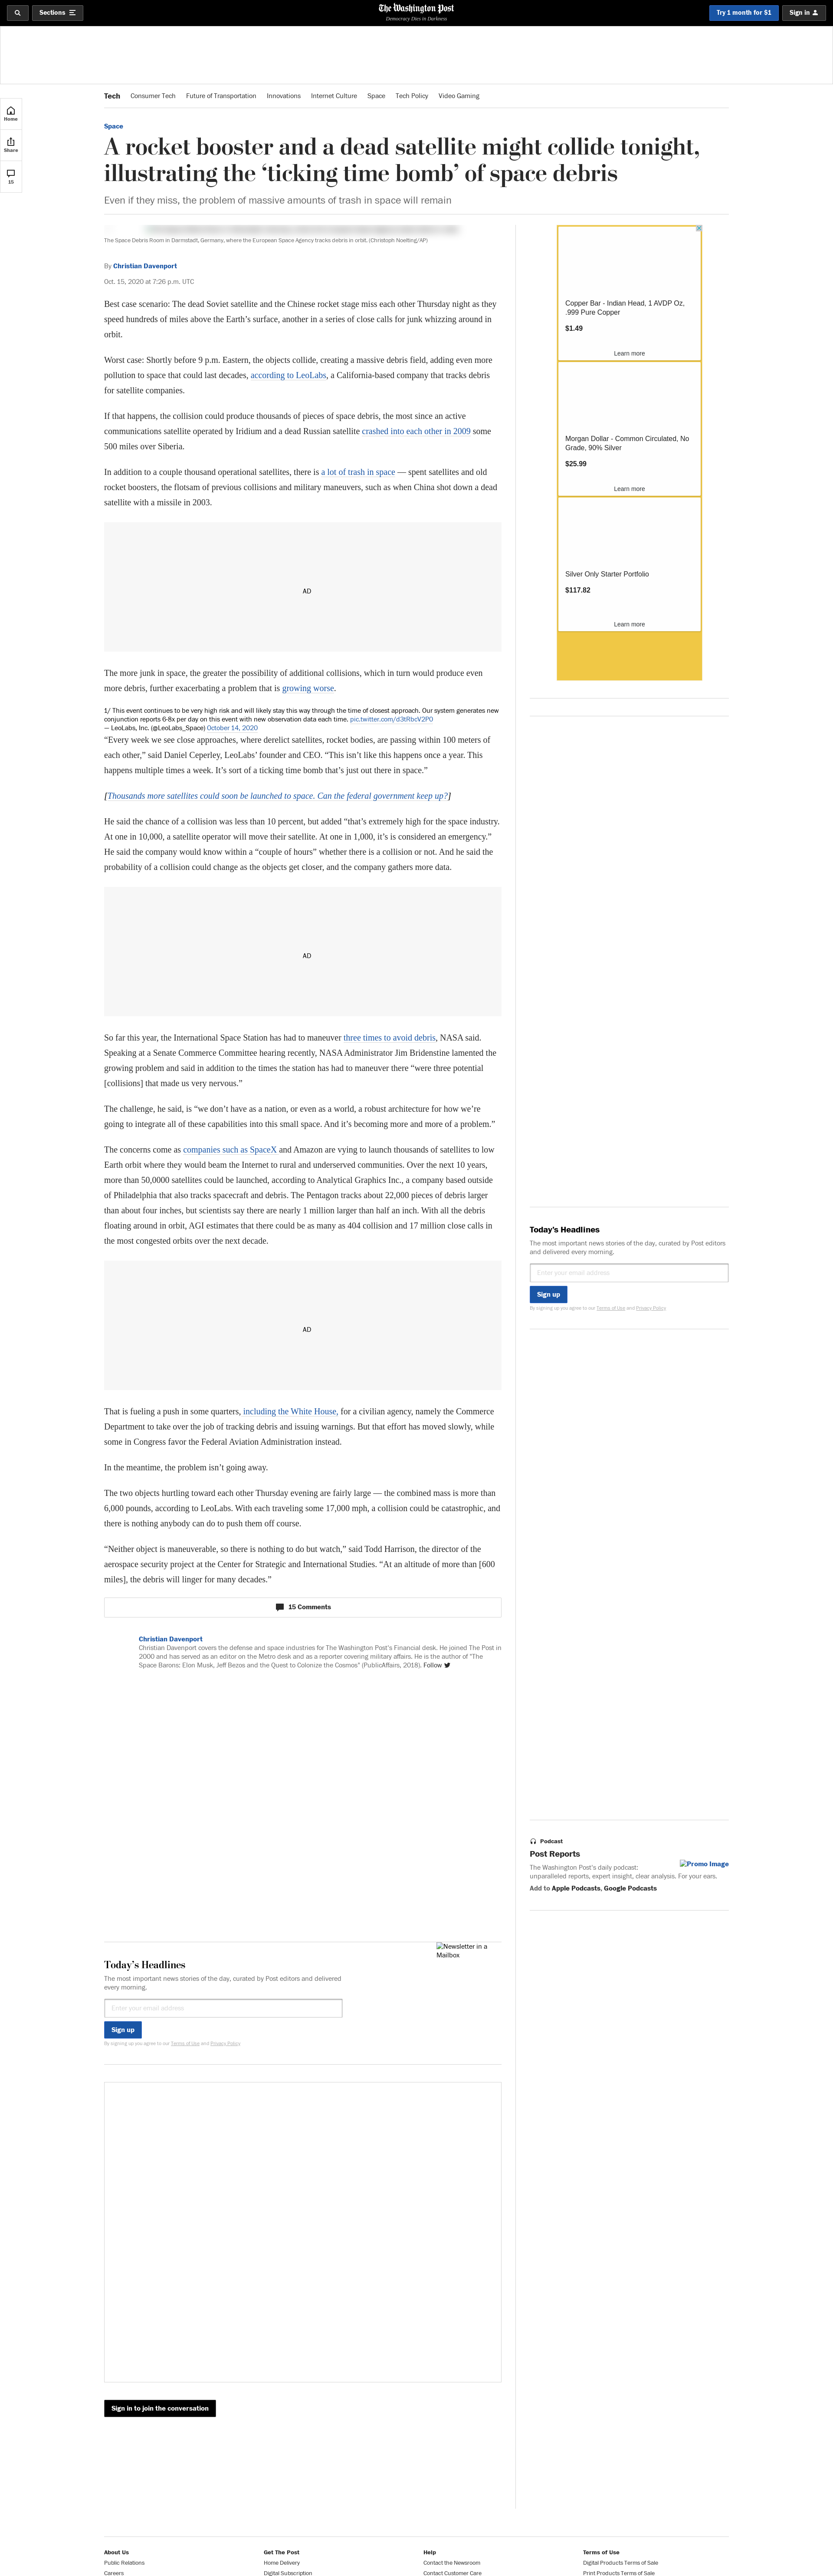 Sections
The Washington Post
Democracy Dies in Darkness
Try 1 month for $1
Sign in
Home
Share
15
Tech
Consumer Tech
Future of Transportation
Innovations
Internet Culture
Space
Tech Policy
Video Gaming
Space
A rocket booster and a dead satellite might collide tonight,
illustrating the ‘ticking time bomb’ of space debris
Even if they miss, the problem of massive amounts of trash in space will remain
The Space Debris Room in Darmstadt, Germany, where the European Space Agency tracks debris in orbit. (Christoph Noelting/AP)
By Christian Davenport
Oct. 15, 2020 at 7:26 p.m. UTC
Best case scenario: The dead Soviet satellite and the Chinese rocket stage miss each other Thursday night as they
speed hundreds of miles above the Earth’s surface, another in a series of close calls for junk whizzing around in
orbit.
Worst case: Shortly before 9 p.m. Eastern, the objects collide, creating a massive debris field, adding even more
pollution to space that could last decades, according to LeoLabs, a California-based company that tracks debris
for satellite companies.
If that happens, the collision could produce thousands of pieces of space debris, the most since an active
communications satellite operated by Iridium and a dead Russian satellite crashed into each other in 2009 some
500 miles over Siberia.
In addition to a couple thousand operational satellites, there is a lot of trash in space — spent satellites and old
rocket boosters, the flotsam of previous collisions and military maneuvers, such as when China shot down a dead
satellite with a missile in 2003.
AD
The more junk in space, the greater the possibility of additional collisions, which in turn would produce even
more debris, further exacerbating a problem that is growing worse.
1/ This event continues to be very high risk and will likely stay this way through the time of closest approach. Our system generates new
conjunction reports 6-8x per day on this event with new observation data each time. pic.twitter.com/d3tRbcV2P0
— LeoLabs, Inc. (@LeoLabs_Space) October 14, 2020
“Every week we see close approaches, where derelict satellites, rocket bodies, are passing within 100 meters of
each other,” said Daniel Ceperley, LeoLabs’ founder and CEO. “This isn’t like this happens once a year. This
happens multiple times a week. It’s sort of a ticking time bomb that’s just out there in space.”
[Thousands more satellites could soon be launched to space. Can the federal government keep up?]
He said the chance of a collision was less than 10 percent, but added “that’s extremely high for the space industry.
At one in 10,000, a satellite operator will move their satellite. At one in 1,000, it’s is considered an emergency.”
He said the company would know within a “couple of hours” whether there is a collision or not. And he said the
probability of a collision could change as the objects get closer, and the company gathers more data.
AD
So far this year, the International Space Station has had to maneuver three times to avoid debris, NASA said.
Speaking at a Senate Commerce Committee hearing recently, NASA Administrator Jim Bridenstine lamented the
growing problem and said in addition to the times the station has had to maneuver there “were three potential
[collisions] that made us very nervous.”
The challenge, he said, is “we don’t have as a nation, or even as a world, a robust architecture for how we’re
going to integrate all of these capabilities into this small space. And it’s becoming more and more of a problem.”
The concerns come as companies such as SpaceX and Amazon are vying to launch thousands of satellites to low
Earth orbit where they would beam the Internet to rural and underserved communities. Over the next 10 years,
more than 50,0000 satellites could be launched, according to Analytical Graphics Inc., a company based outside
of Philadelphia that also tracks spacecraft and debris. The Pentagon tracks about 22,000 pieces of debris larger
than about four inches, but scientists say there are nearly 1 million larger than half an inch. With all the debris
floating around in orbit, AGI estimates that there could be as many as 404 collision and 17 million close calls in
the most congested orbits over the next decade.
AD
That is fueling a push in some quarters, including the White House, for a civilian agency, namely the Commerce
Department to take over the job of tracking debris and issuing warnings. But that effort has moved slowly, while
some in Congress favor the Federal Aviation Administration instead.
In the meantime, the problem isn’t going away.
The two objects hurtling toward each other Thursday evening are fairly large — the combined mass is more than
6,000 pounds, according to LeoLabs. With each traveling some 17,000 mph, a collision could be catastrophic, and
there is nothing anybody can do to push them off course.
“Neither object is maneuverable, so there is nothing to do but watch,” said Todd Harrison, the director of the
aerospace security project at the Center for Strategic and International Studies. “At an altitude of more than [600
miles], the debris will linger for many decades.”
15 Comments
Christian Davenport
Christian Davenport covers the defense and space industries for The Washington Post's Financial desk. He joined The Post in
2000 and has served as an editor on the Metro desk and as a reporter covering military affairs. He is the author of "The
Space Barons: Elon Musk, Jeff Bezos and the Quest to Colonize the Cosmos" (PublicAffairs, 2018). Follow
Copper Bar - Indian Head, 1 AVDP Oz,
.999 Pure Copper
$1.49
Learn more
Morgan Dollar - Common Circulated, No
Grade, 90% Silver
$25.99
Learn more
Silver Only Starter Portfolio
$117.82
Learn more
Today’s Headlines
The most important news stories of the day, curated by Post editors
and delivered every morning.
Enter your email address
Sign up
By signing up you agree to our Terms of Use and Privacy Policy
Podcast
Post Reports
Promo Image
The Washington Post's daily podcast:
unparalleled reports, expert insight, clear analysis. For your ears.
Add to Apple Podcasts, Google Podcasts
Newsletter in a
Mailbox
Today’s Headlines
The most important news stories of the day, curated by Post editors and delivered
every morning.
Enter your email address
Sign up
By signing up you agree to our Terms of Use and Privacy Policy
Sign in to join the conversation
About Us
Public Relations
Careers
Get The Post
Home Delivery
Digital Subscription
Help
Contact the Newsroom
Contact Customer Care
Terms of Use
Digital Products Terms of Sale
Print Products Terms of Sale